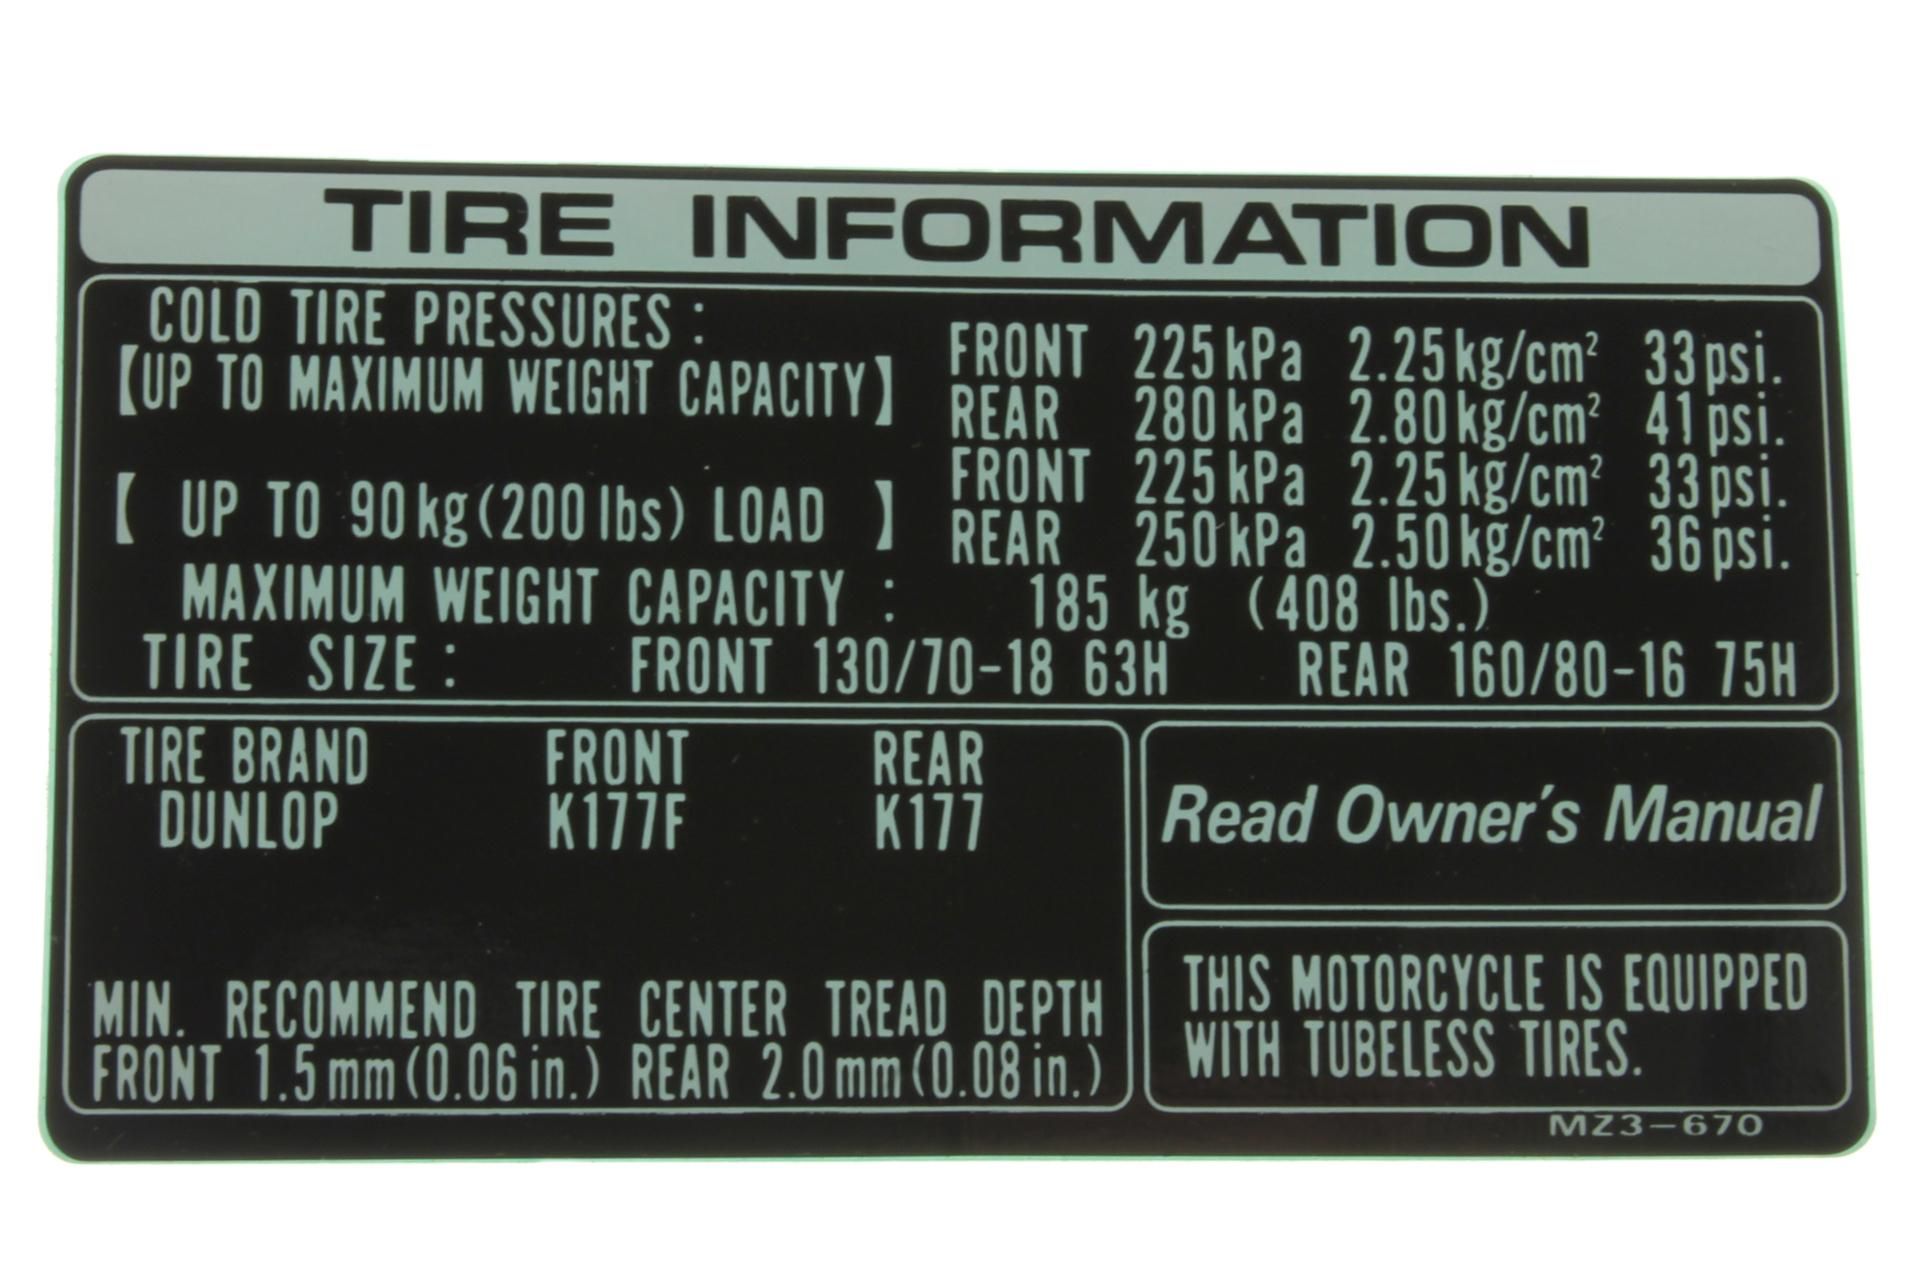 TIRE INFORMATION
COLD TIRE PRESSURES :
【UP TO MAXIMUM WEIGHT CAPACITY】
FRONT 225kPa 2.25kg/cm² 33psi.
REAR 280kPa 2.80kg/cm² 41psi.
【 UP TO 90kg(200lbs) LOAD 】
FRONT 225kPa 2.25kg/cm² 33psi.
REAR 250kPa 2.50kg/cm² 36psi.
MAXIMUM WEIGHT CAPACITY : 185 kg (408 lbs.)
TIRE SIZE : FRONT 130/70-18 63H REAR 160/80-16 75H
TIRE BRAND FRONT REAR
DUNLOP K177F K177
MIN. RECOMMEND TIRE CENTER TREAD DEPTH
FRONT 1.5mm(0.06in.) REAR 2.0mm(0.08in.)
Read Owner's Manual
THIS MOTORCYCLE IS EQUIPPED
WITH TUBELESS TIRES.
MZ3-670